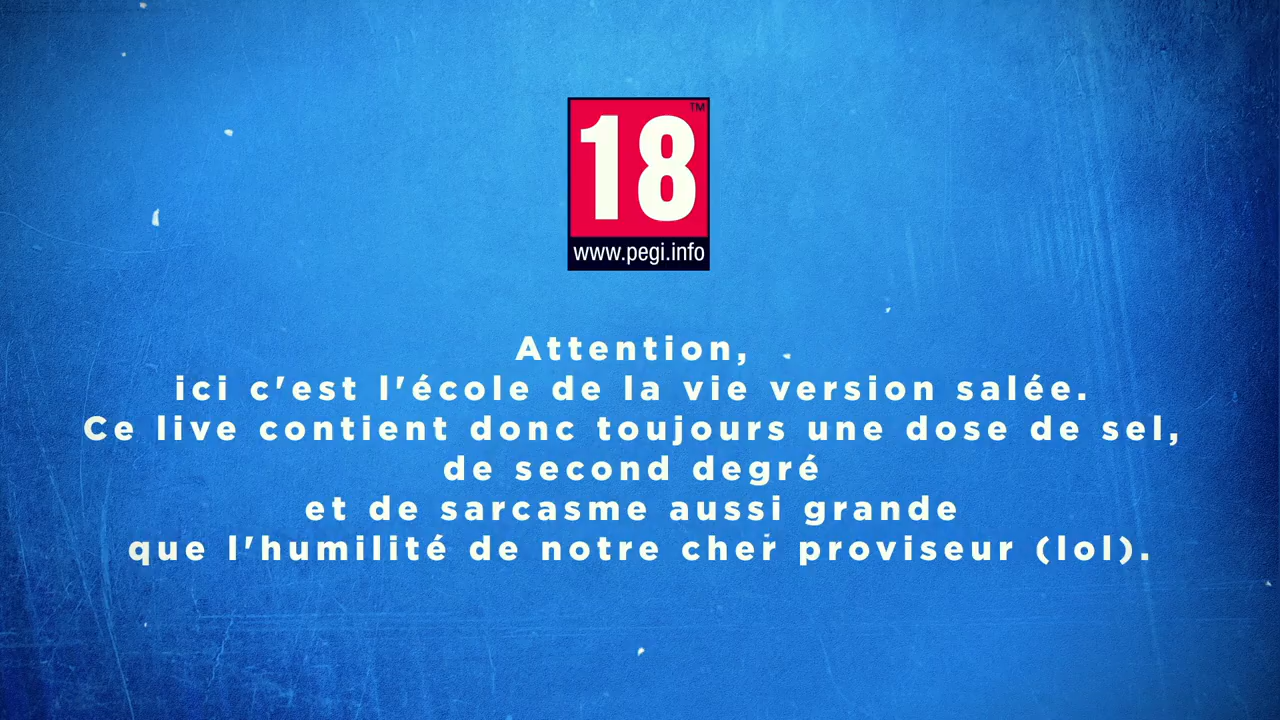 TM
18
www.pegi.info
Attention,
ici c'est l'école de la vie version salée.
Ce live contient donc toujours une dose de sel,
de second degré
et de sarcasme aussi grande
que l'humilité de notre cher proviseur (lol).